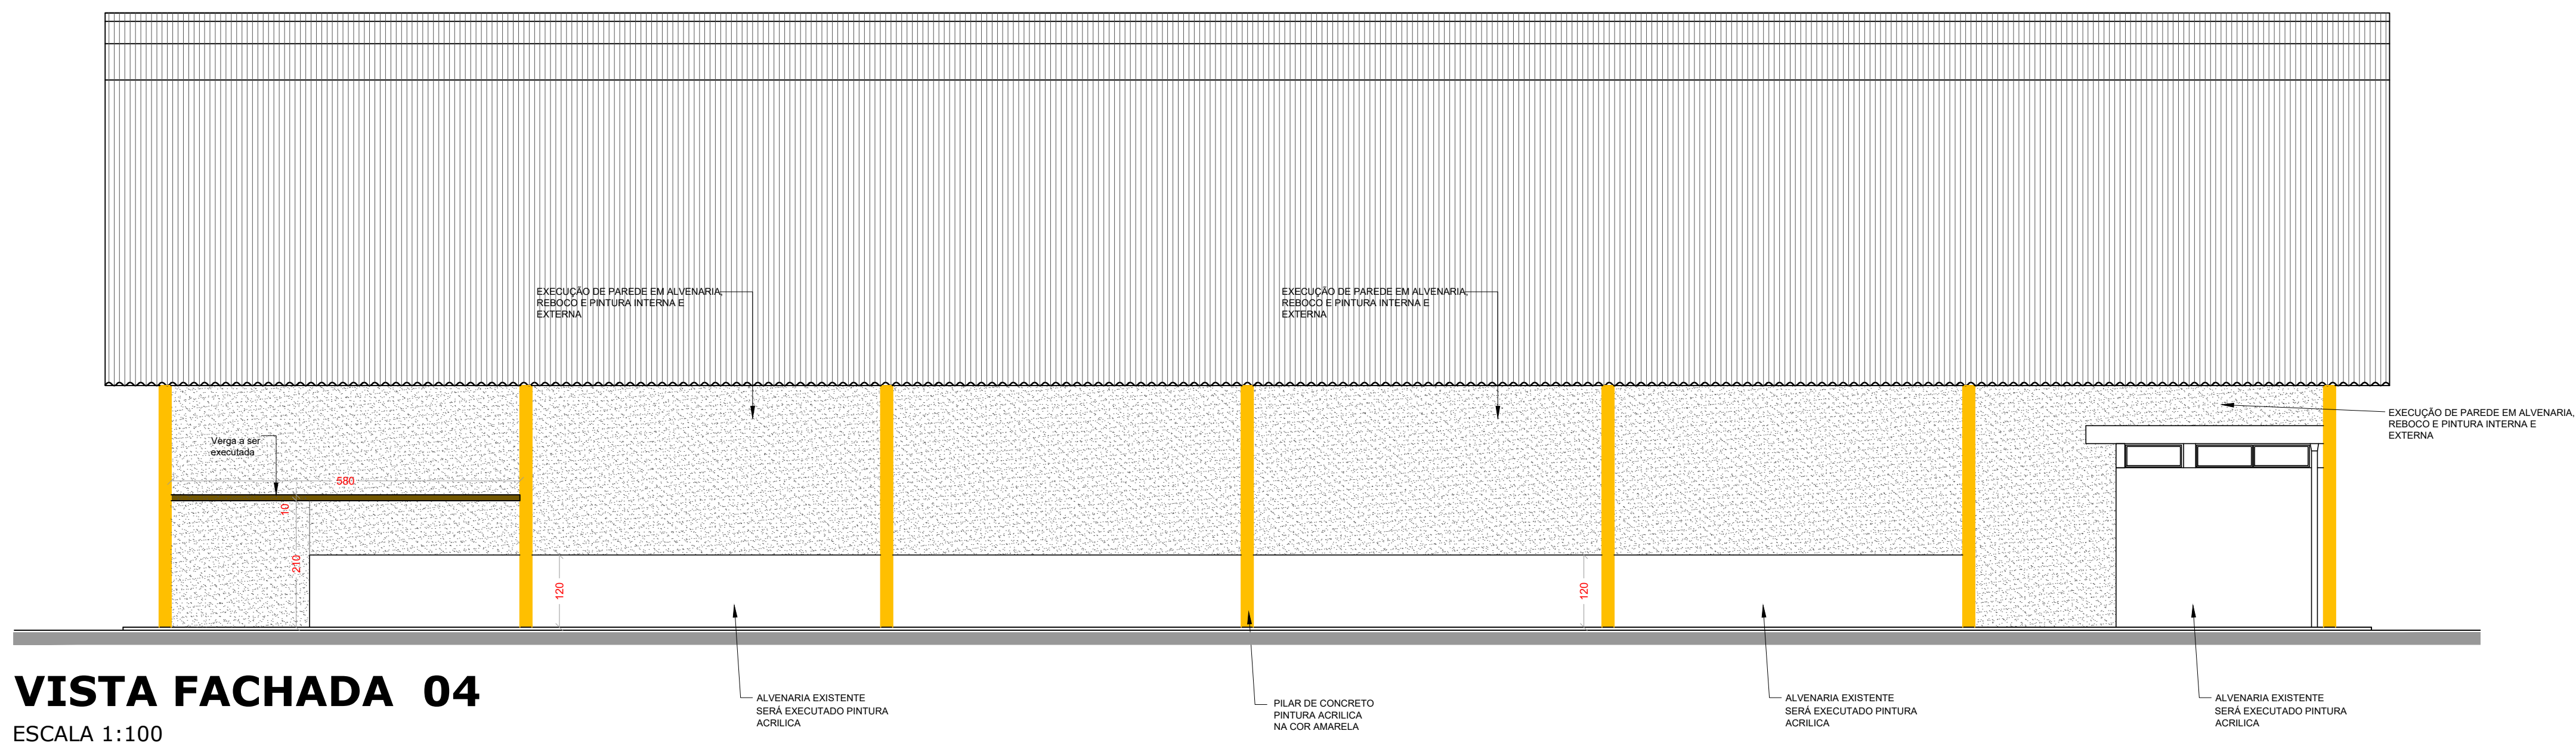 EXECUÇÃO DE PAREDE EM ALVENARIA,
REBOCO E PINTURA INTERNA E
EXTERNA
EXECUÇÃO DE PAREDE EM ALVENARIA,
REBOCO E PINTURA INTERNA E
EXTERNA
EXECUÇÃO DE PAREDE EM ALVENARIA,
REBOCO E PINTURA INTERNA E
EXTERNA
Verga a ser
executada
580
10
210
120
120
VISTA FACHADA 04
ESCALA 1:100
ALVENARIA EXISTENTE
SERÁ EXECUTADO PINTURA
ACRILICA
PILAR DE CONCRETO
PINTURA ACRILICA
NA COR AMARELA
ALVENARIA EXISTENTE
SERÁ EXECUTADO PINTURA
ACRILICA
ALVENARIA EXISTENTE
SERÁ EXECUTADO PINTURA
ACRILICA